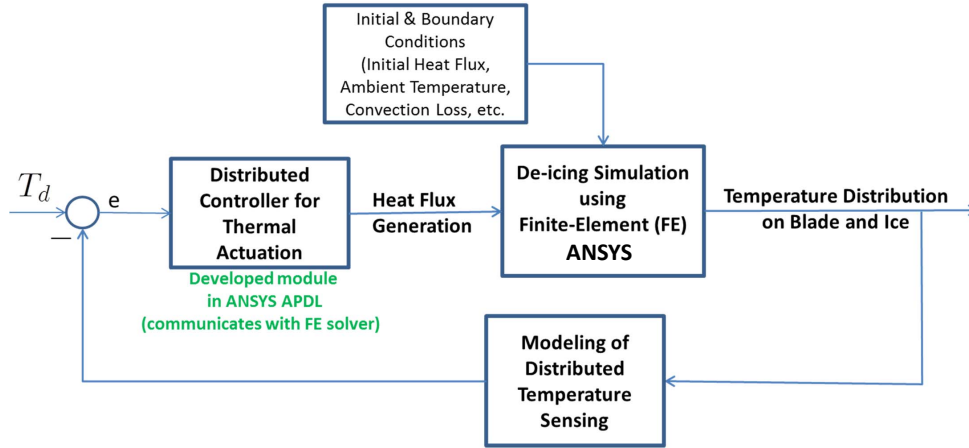 Initial & Boundary
Conditions
(Initial Heat Flux,
Ambient Temperature,
Convection Loss, etc.
T_d
e
−
Distributed
Controller for
Thermal
Actuation
Developed module
in ANSYS APDL
(communicates with FE solver)
Heat Flux
Generation
De-icing Simulation
using
Finite-Element (FE)
ANSYS
Temperature Distribution
on Blade and Ice
Modeling of
Distributed
Temperature
Sensing